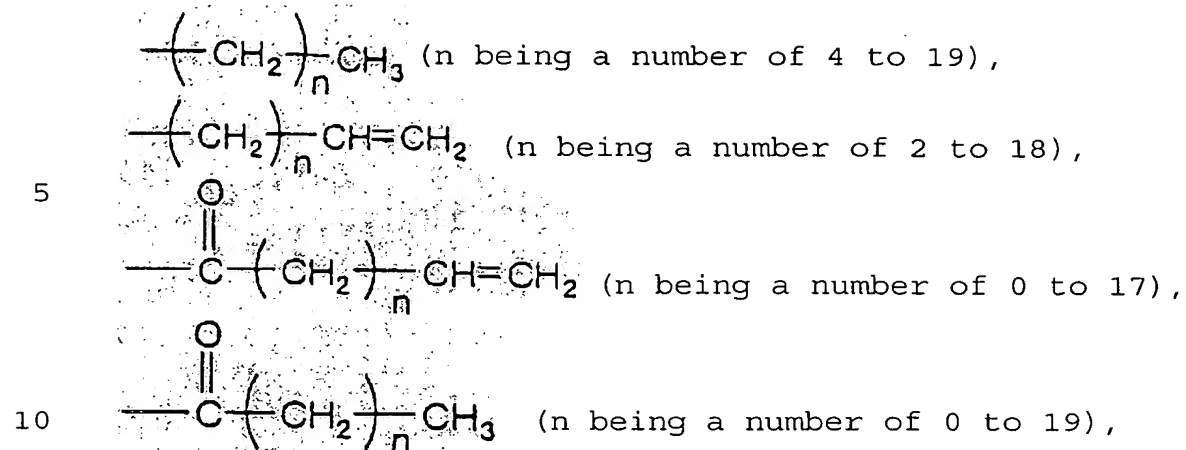 —(CH₂)ₙ—CH₃ (n being a number of 4 to 19),
—(CH₂)ₙ—CH=CH₂ (n being a number of 2 to 18),
5
O
—C—(CH₂)ₙ—CH=CH₂ (n being a number of 0 to 17),
O
10 —C—(CH₂)ₙ—CH₃ (n being a number of 0 to 19),